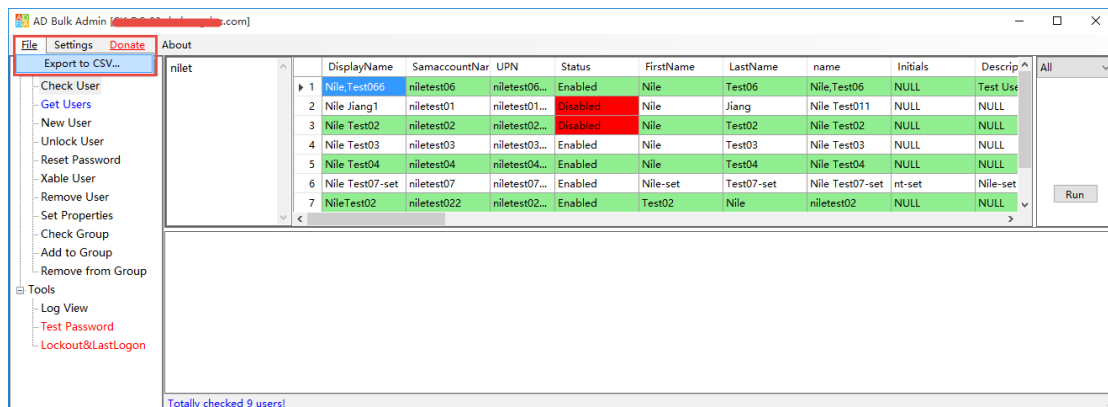 AD Bulk Admin [
.com]
File Settings Donate About
Export to CSV...
Check User
Get Users
New User
Unlock User
Reset Password
Xable User
Remove User
Set Properties
Check Group
Add to Group
Remove from Group
Tools
Log View
Test Password
Lockout&LastLogon
nilet
DisplayName SamaccountNar UPN Status FirstName LastName name Initials Descrip
1 Nile,Test066 niletest06 niletest06... Enabled Nile Test06 Nile,Test06 NULL Test Use
2 Nile Jiang1 niletest01 niletest01... Disabled Nile Jiang Nile Test011 NULL NULL
3 Nile Test02 niletest02 niletest02... Disabled Nile Test02 Nile Test02 NULL NULL
4 Nile Test03 niletest03 niletest03... Enabled Nile Test03 Nile Test03 NULL NULL
5 Nile Test04 niletest04 niletest04... Enabled Nile Test04 Nile Test04 NULL NULL
6 Nile Test07-set niletest07 niletest07... Enabled Nile-set Test07-set Nile Test07-set nt-set Nile-set
7 NileTest02 niletest022 niletest02... Enabled Test02 Nile niletest02 NULL NULL
All
Run
Totally checked 9 users!